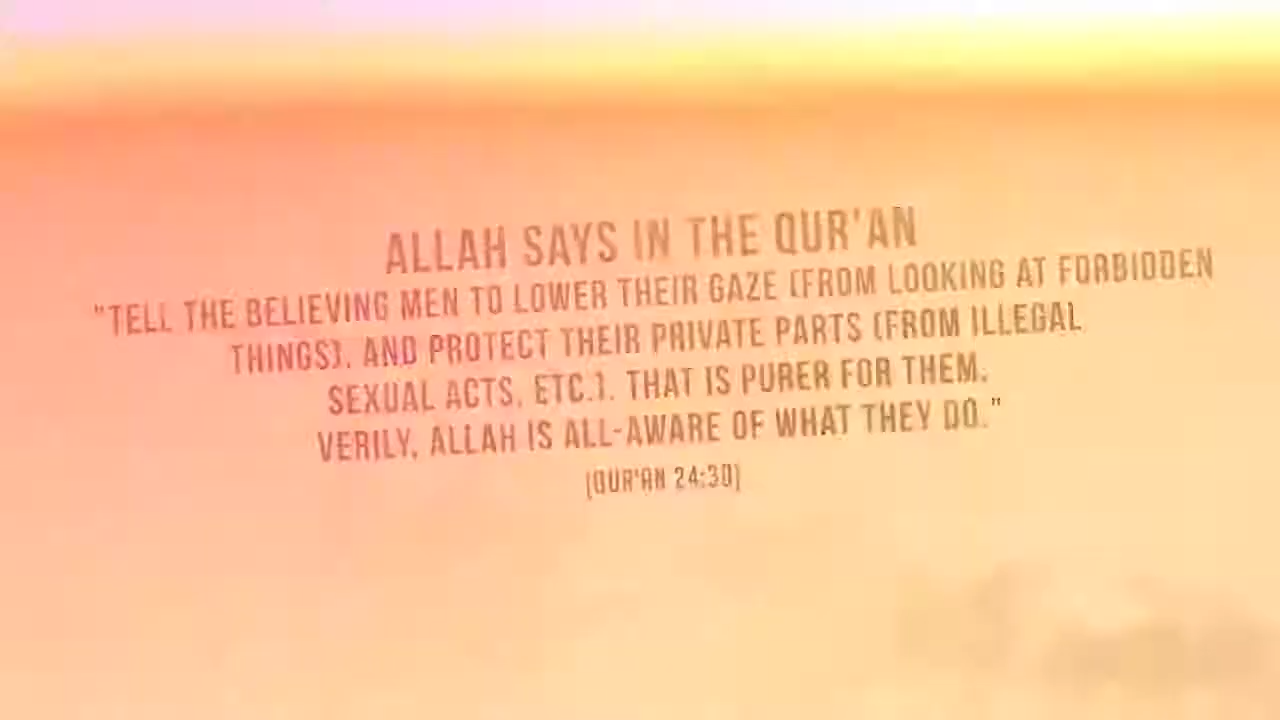 ALLAH SAYS IN THE QUR'AN
"TELL THE BELIEVING MEN TO LOWER THEIR GAZE (FROM LOOKING AT FORBIDDEN
THINGS), AND PROTECT THEIR PRIVATE PARTS (FROM ILLEGAL
SEXUAL ACTS, ETC.). THAT IS PURER FOR THEM.
VERILY, ALLAH IS ALL-AWARE OF WHAT THEY DO."
(QUR'AN 24:30)